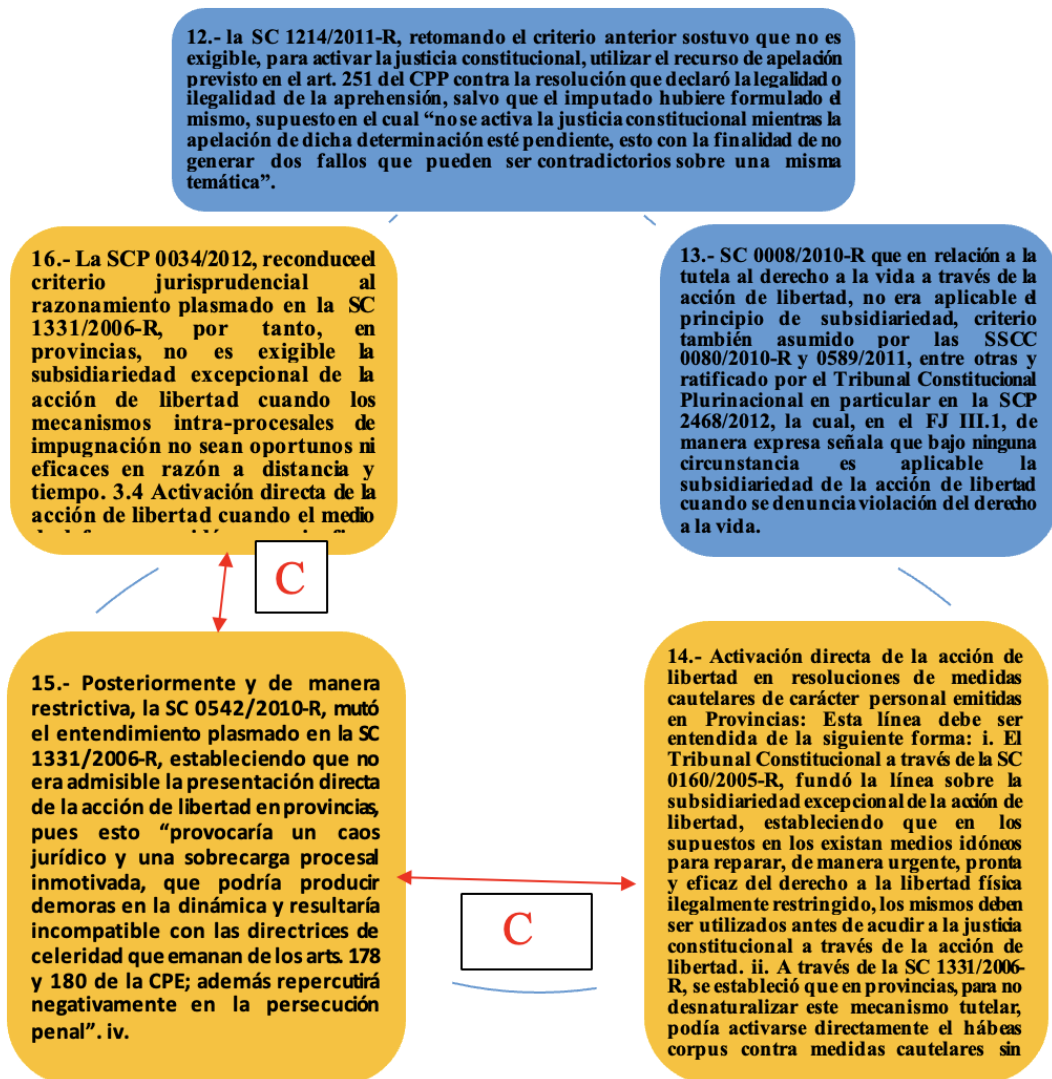 12.- la SC 1214/2011-R, retomando el criterio anterior sostuvo que no es
exigible, para activar la justicia constitucional, utilizar el recurso de apelación
previsto en el art. 251 del CPP contra la resolución que declaró la legalidad o
ilegalidad de la aprehensión, salvo que el imputado hubiere formulado el
mismo, supuesto en el cual “no se activa la justicia constitucional mientras la
apelación de dicha determinación esté pendiente, esto con la finalidad de no
generar dos fallos que pueden ser contradictorios sobre una misma
temática”.
13.- SC 0008/2010-R que en relación a la
tutela al derecho a la vida a través de la
acción de libertad, no era aplicable el
principio de subsidiariedad, criterio
también asumido por las SSCC
0080/2010-R y 0589/2011, entre otras y
ratificado por el Tribunal Constitucional
Plurinacional en particular en la SCP
2468/2012, la cual, en el FJ III.1, de
manera expresa señala que bajo ninguna
circunstancia es aplicable la
subsidiariedad de la acción de libertad
cuando se denuncia violación del derecho
a la vida.
14.- Activación directa de la acción de
libertad en resoluciones de medidas
cautelares de carácter personal emitidas
en Provincias: Esta línea debe ser
entendida de la siguiente forma: i. El
Tribunal Constitucional a través de la SC
0160/2005-R, fundó la línea sobre la
subsidiariedad excepcional de la acción de
libertad, estableciendo que en los
supuestos en los existan medios idóneos
para reparar, de manera urgente, pronta
y eficaz del derecho a la libertad física
ilegalmente restringido, los mismos deben
ser utilizados antes de acudir a la justicia
constitucional a través de la acción de
libertad. ii. A través de la SC 1331/2006-
R, se estableció que en provincias, para no
desnaturalizar este mecanismo tutelar,
podía activarse directamente el hábeas
corpus contra medidas cautelares sin
C
15.- Posteriormente y de manera
restrictiva, la SC 0542/2010-R, mutó
el entendimiento plasmado en la SC
1331/2006-R, estableciendo que no
era admisible la presentación directa
de la acción de libertad en provincias,
pues esto “provocaría un caos
jurídico y una sobrecarga procesal
inmotivada, que podría producir
demoras en la dinámica y resultaría
incompatible con las directrices de
celeridad que emanan de los arts. 178
y 180 de la CPE; además repercutirá
negativamente en la persecución
penal”. iv.
C
16.- La SCP 0034/2012, reconduceel
criterio jurisprudencial al
razonamiento plasmado en la SC
1331/2006-R, por tanto, en
provincias, no es exigible la
subsidiariedad excepcional de la
acción de libertad cuando los
mecanismos intra-procesales de
impugnación no sean oportunos ni
eficaces en razón a distancia y
tiempo. 3.4 Activación directa de la
acción de libertad cuando el medio